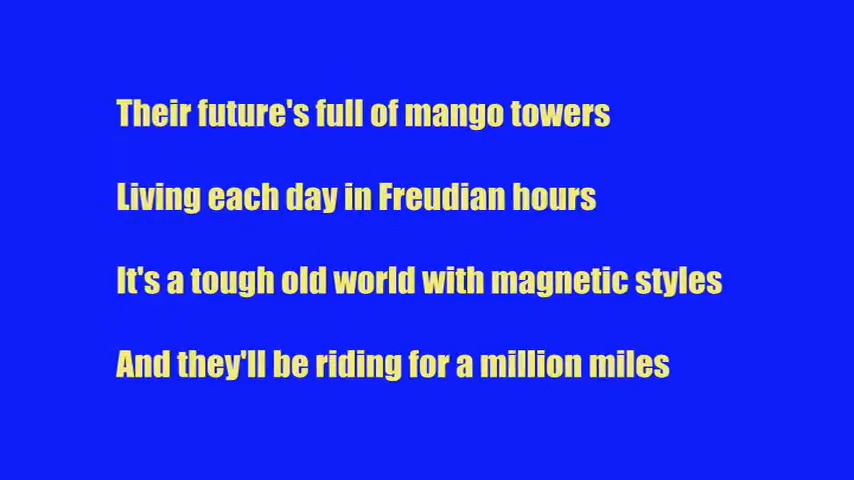 Their future's full of mango towers
Living each day in Freudian hours
It's a tough old world with magnetic styles
And they'll be riding for a million miles